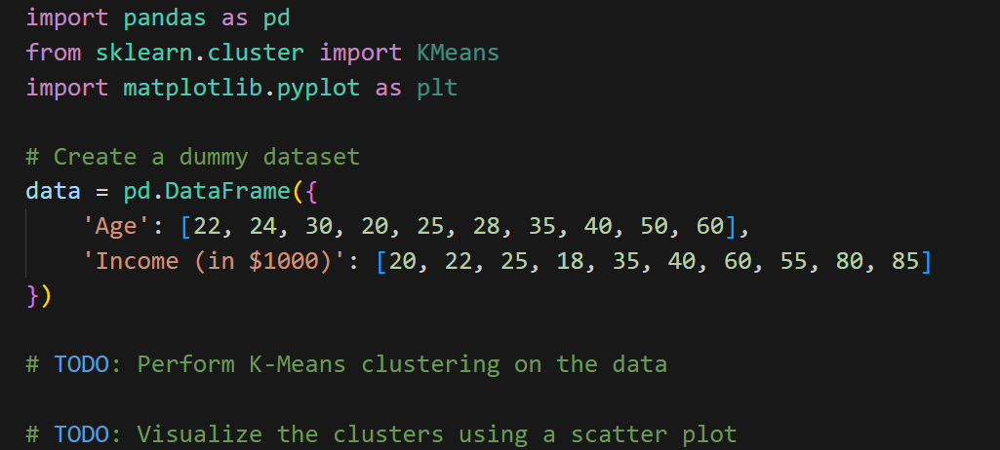 import pandas as pd
from sklearn.cluster import KMeans
import matplotlib.pyplot as plt
# Create a dummy dataset
data = pd.DataFrame({
    'Age': [22, 24, 30, 20, 25, 28, 35, 40, 50, 60],
    'Income (in $1000)': [20, 22, 25, 18, 35, 40, 60, 55, 80, 85]
})
# TODO: Perform K-Means clustering on the data
# TODO: Visualize the clusters using a scatter plot